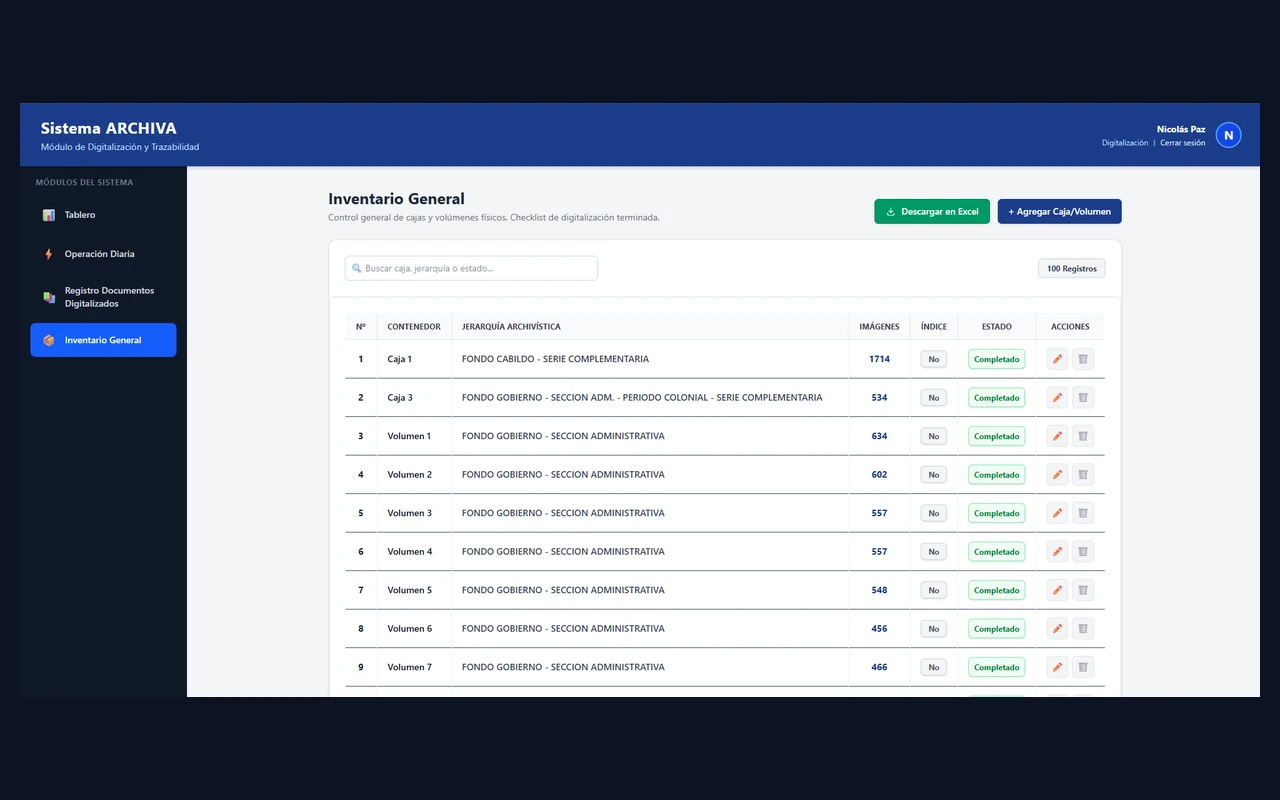 Sistema ARCHIVA
Módulo de Digitalización y Trazabilidad
Nicolás Paz
Digitalización | Cerrar sesión
N
MÓDULOS DEL SISTEMA
Tablero
Operación Diaria
Registro Documentos
Digitalizados
Inventario General
Inventario General
Control general de cajas y volúmenes físicos. Checklist de digitalización terminada.
Descargar en Excel
+ Agregar Caja/Volumen
Buscar caja, jerarquía o estado...
100 Registros
Nº CONTENEDOR JERARQUÍA ARCHIVÍSTICA IMÁGENES ÍNDICE ESTADO ACCIONES
1 Caja 1 FONDO CABILDO - SERIE COMPLEMENTARIA 1714 No Completado
2 Caja 3 FONDO GOBIERNO - SECCION ADM. - PERIODO COLONIAL - SERIE COMPLEMENTARIA 534 No Completado
3 Volumen 1 FONDO GOBIERNO - SECCION ADMINISTRATIVA 634 No Completado
4 Volumen 2 FONDO GOBIERNO - SECCION ADMINISTRATIVA 602 No Completado
5 Volumen 3 FONDO GOBIERNO - SECCION ADMINISTRATIVA 557 No Completado
6 Volumen 4 FONDO GOBIERNO - SECCION ADMINISTRATIVA 557 No Completado
7 Volumen 5 FONDO GOBIERNO - SECCION ADMINISTRATIVA 548 No Completado
8 Volumen 6 FONDO GOBIERNO - SECCION ADMINISTRATIVA 456 No Completado
9 Volumen 7 FONDO GOBIERNO - SECCION ADMINISTRATIVA 466 No Completado